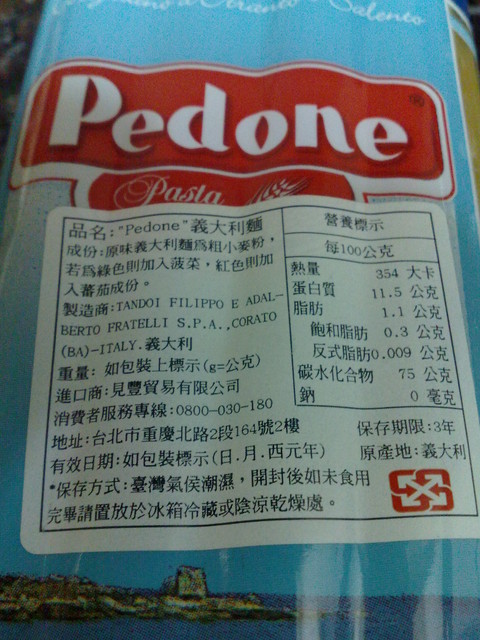 Salento
Pedone
®
Pasta
品名:"Pedone"義大利麵
成份:原味義大利麵為粗小麥粉,
若為綠色則加入菠菜,紅色則加
入蕃茄成份。
製造商:TANDOI FILIPPO E ADAL-
BERTO FRATELLI S.P.A.,CORATO
(BA)-ITALY.義大利
重量: 如包裝上標示(g=公克)
進口商:見豐貿易有限公司
消費者服務專線:0800-030-180
地址:台北市重慶北路2段164號2樓
有效日期:如包裝標示(日.月.西元年)
*保存方式:臺灣氣侯潮濕,開封後如未食用
完畢請置放於冰箱冷藏或陰涼乾燥處。
營養標示
每100公克
熱量 354 大卡
蛋白質 11.5 公克
脂肪 1.1 公克
飽和脂肪 0.3 公克
反式脂肪0.009 公克
碳水化合物 75 公克
鈉 0 毫克
保存期限:3年
原產地:義大利